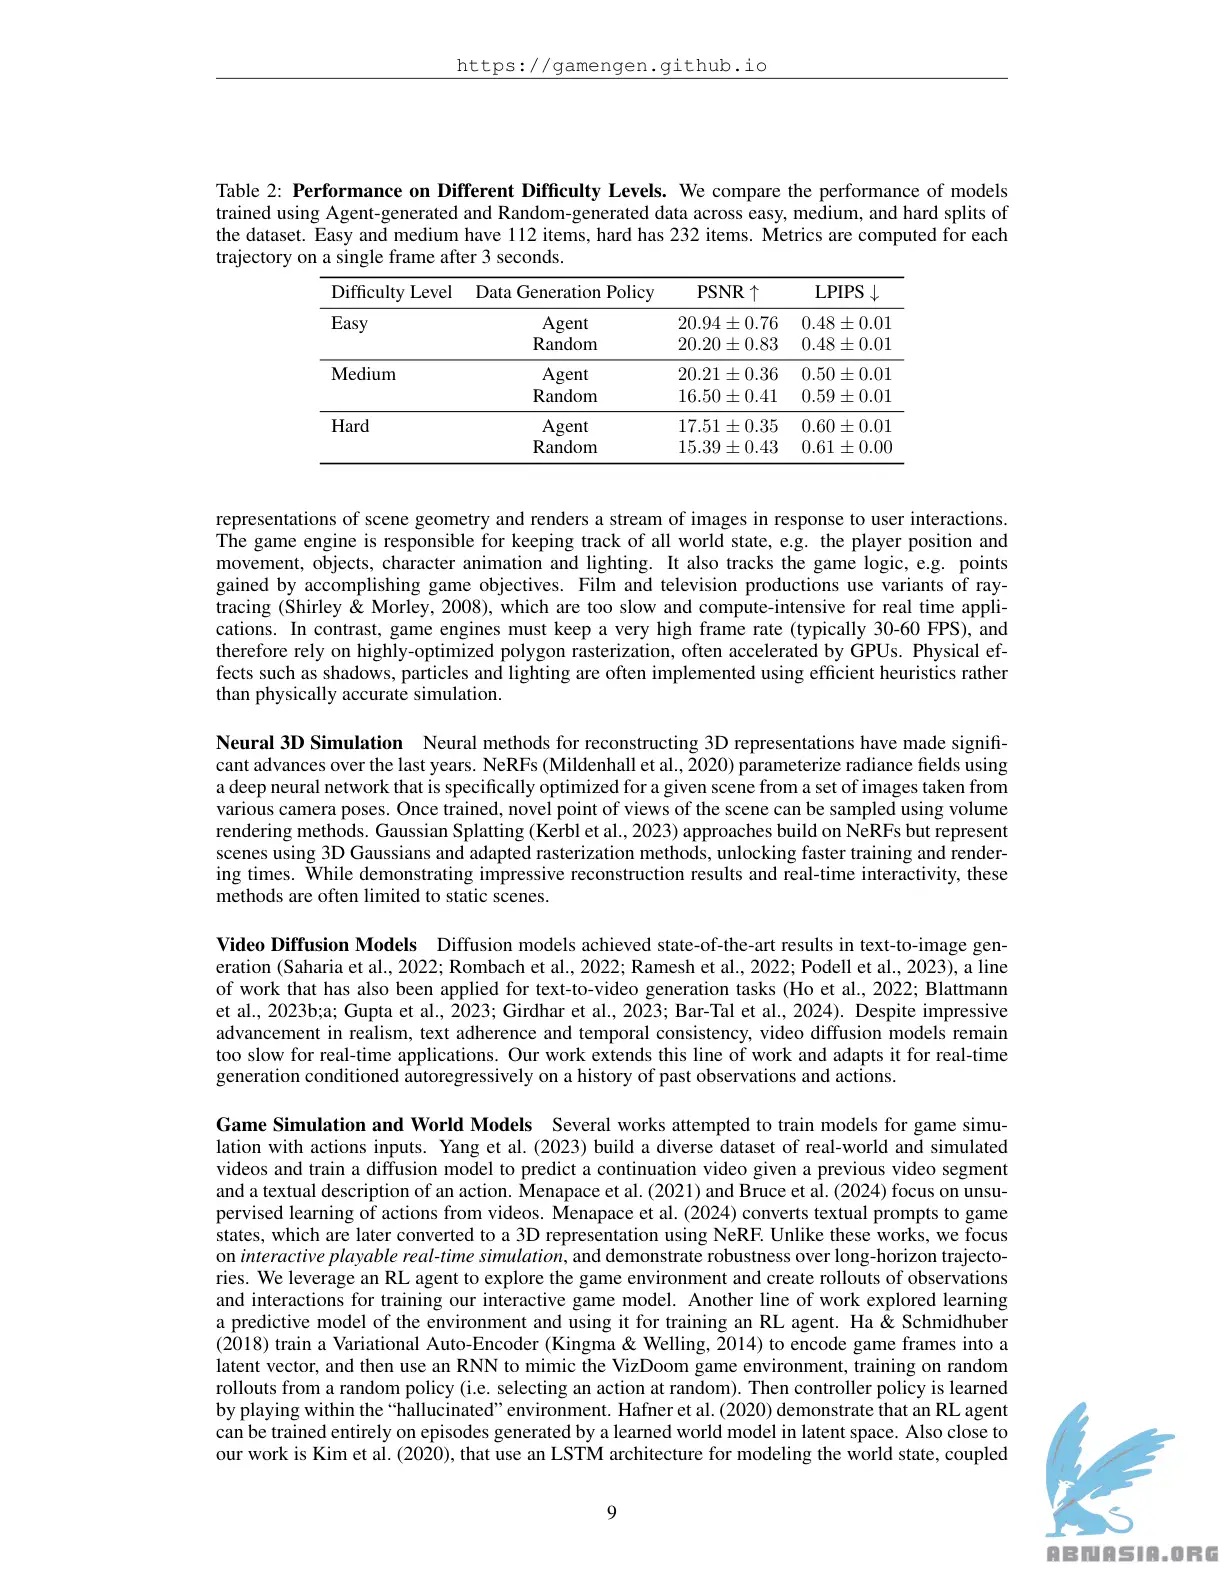 https://gamengen.github.io
Table 2: Performance on Different Difficulty Levels. We compare the performance of models
trained using Agent-generated and Random-generated data across easy, medium, and hard splits of
the dataset. Easy and medium have 112 items, hard has 232 items. Metrics are computed for each
trajectory on a single frame after 3 seconds.
Difficulty Level Data Generation Policy PSNR ↑ LPIPS ↓
Easy Agent 20.94 ± 0.76 0.48 ± 0.01
Random 20.20 ± 0.83 0.48 ± 0.01
Medium Agent 20.21 ± 0.36 0.50 ± 0.01
Random 16.50 ± 0.41 0.59 ± 0.01
Hard Agent 17.51 ± 0.35 0.60 ± 0.01
Random 15.39 ± 0.43 0.61 ± 0.00
representations of scene geometry and renders a stream of images in response to user interactions.
The game engine is responsible for keeping track of all world state, e.g. the player position and
movement, objects, character animation and lighting. It also tracks the game logic, e.g. points
gained by accomplishing game objectives. Film and television productions use variants of ray-
tracing (Shirley & Morley, 2008), which are too slow and compute-intensive for real time appli-
cations. In contrast, game engines must keep a very high frame rate (typically 30-60 FPS), and
therefore rely on highly-optimized polygon rasterization, often accelerated by GPUs. Physical ef-
fects such as shadows, particles and lighting are often implemented using efficient heuristics rather
than physically accurate simulation.
Neural 3D Simulation Neural methods for reconstructing 3D representations have made signifi-
cant advances over the last years. NeRFs (Mildenhall et al., 2020) parameterize radiance fields using
a deep neural network that is specifically optimized for a given scene from a set of images taken from
various camera poses. Once trained, novel point of views of the scene can be sampled using volume
rendering methods. Gaussian Splatting (Kerbl et al., 2023) approaches build on NeRFs but represent
scenes using 3D Gaussians and adapted rasterization methods, unlocking faster training and render-
ing times. While demonstrating impressive reconstruction results and real-time interactivity, these
methods are often limited to static scenes.
Video Diffusion Models Diffusion models achieved state-of-the-art results in text-to-image gen-
eration (Saharia et al., 2022; Rombach et al., 2022; Ramesh et al., 2022; Podell et al., 2023), a line
of work that has also been applied for text-to-video generation tasks (Ho et al., 2022; Blattmann
et al., 2023b;a; Gupta et al., 2023; Girdhar et al., 2023; Bar-Tal et al., 2024). Despite impressive
advancement in realism, text adherence and temporal consistency, video diffusion models remain
too slow for real-time applications. Our work extends this line of work and adapts it for real-time
generation conditioned autoregressively on a history of past observations and actions.
Game Simulation and World Models Several works attempted to train models for game simu-
lation with actions inputs. Yang et al. (2023) build a diverse dataset of real-world and simulated
videos and train a diffusion model to predict a continuation video given a previous video segment
and a textual description of an action. Menapace et al. (2021) and Bruce et al. (2024) focus on unsu-
pervised learning of actions from videos. Menapace et al. (2024) converts textual prompts to game
states, which are later converted to a 3D representation using NeRF. Unlike these works, we focus
on interactive playable real-time simulation, and demonstrate robustness over long-horizon trajecto-
ries. We leverage an RL agent to explore the game environment and create rollouts of observations
and interactions for training our interactive game model. Another line of work explored learning
a predictive model of the environment and using it for training an RL agent. Ha & Schmidhuber
(2018) train a Variational Auto-Encoder (Kingma & Welling, 2014) to encode game frames into a
latent vector, and then use an RNN to mimic the VizDoom game environment, training on random
rollouts from a random policy (i.e. selecting an action at random). Then controller policy is learned
by playing within the “hallucinated” environment. Hafner et al. (2020) demonstrate that an RL agent
can be trained entirely on episodes generated by a learned world model in latent space. Also close to
our work is Kim et al. (2020), that use an LSTM architecture for modeling the world state, coupled
9
ABNASIA.ORG